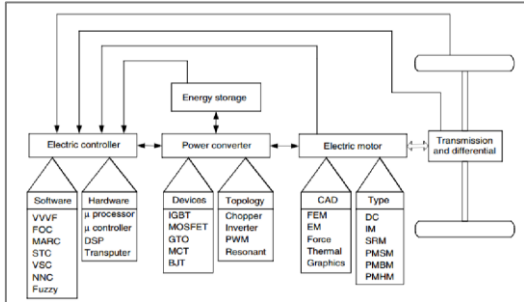 Energy storage
Electric controller
Power converter
Electric motor
Transmission
and differential
Software
VVVF
FOC
MARC
STC
VSC
NNC
Fuzzy
Hardware
μ processor
μ controller
DSP
Transputer
Devices
IGBT
MOSFET
GTO
MCT
BJT
Topology
Chopper
Inverter
PWM
Resonant
CAD
FEM
EM
Force
Thermal
Graphics
Type
DC
IM
SRM
PMSM
PMBM
PMHM